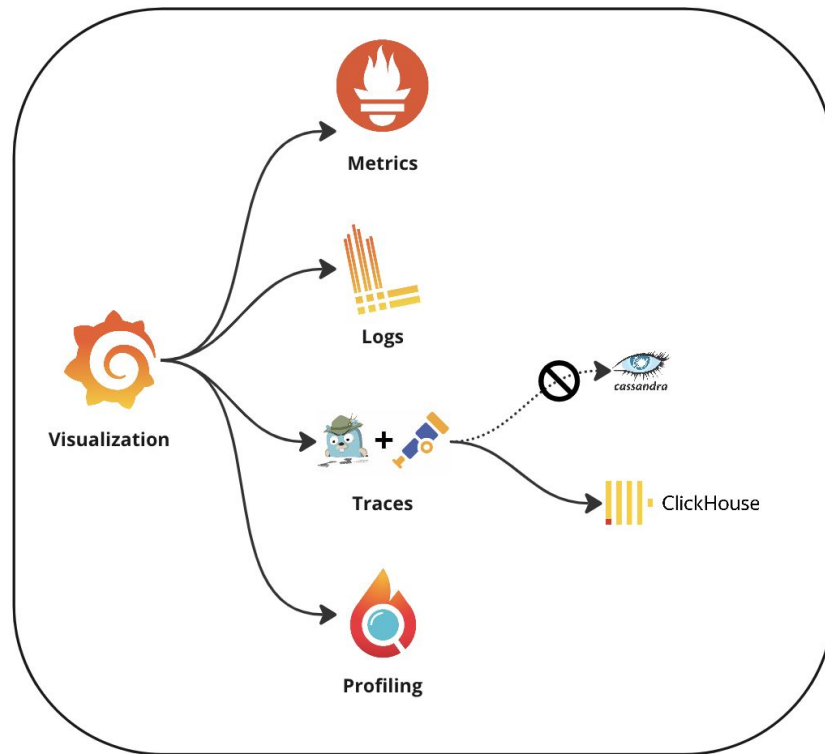 Metrics
Logs
Visualization
cassandra
+
Traces
ClickHouse
Profiling